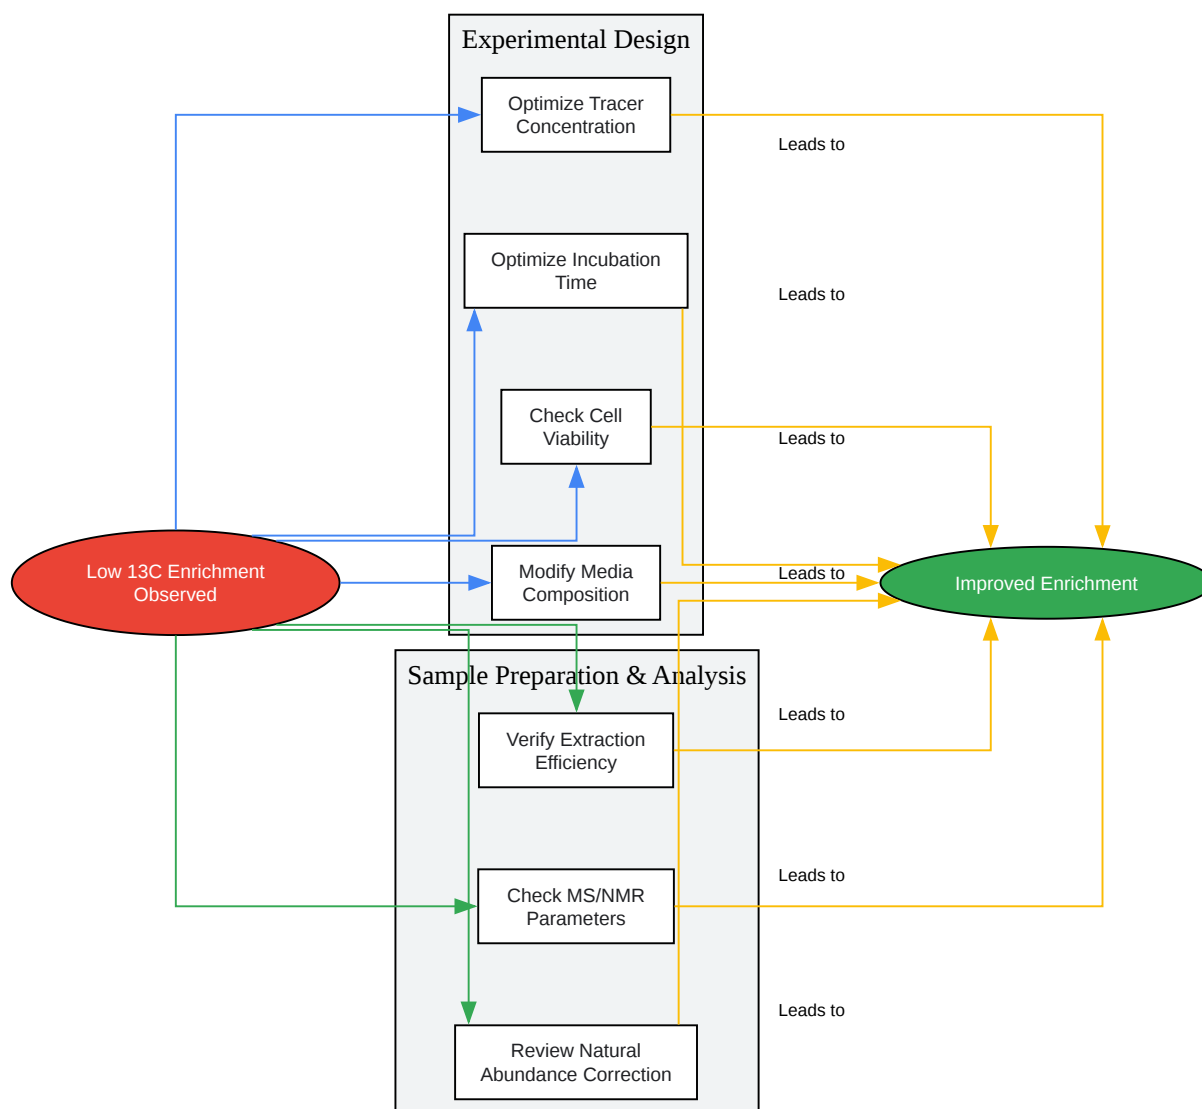 Experimental Design
Optimize Tracer
Concentration
Leads to
Optimize Incubation
Time
Leads to
Check Cell
Viability
Leads to
Low 13C Enrichment
Observed
Modify Media
Composition
Leads to
Improved Enrichment
Sample Preparation & Analysis
Verify Extraction
Efficiency
Leads to
Check MS/NMR
Parameters
Leads to
Review Natural
Abundance Correction
Leads to